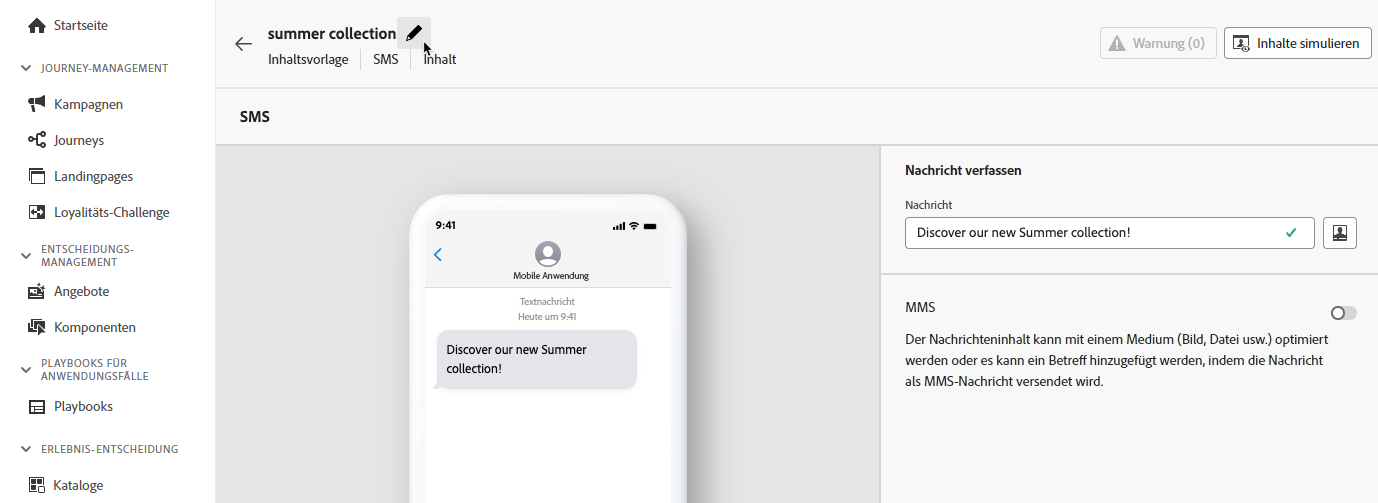 Startseite
JOURNEY-MANAGEMENT
Kampagnen
Journeys
Landingpages
Loyalitäts-Challenge
ENTSCHEIDUNGS-
MANAGEMENT
Angebote
Komponenten
PLAYBOOKS FÜR
ANWENDUNGSFÄLLE
Playbooks
ERLEBNIS-ENTSCHEIDUNG
Kataloge
summer collection
Inhaltsvorlage SMS Inhalt
Warnung (0)
Inhalte simulieren
SMS
9:41
Mobile Anwendung
Textnachricht
Heute um 9:41
Discover our new Summer
collection!
Nachricht verfassen
Nachricht
Discover our new Summer collection!
MMS
Der Nachrichteninhalt kann mit einem Medium (Bild, Datei usw.) optimiert
werden oder es kann ein Betreff hinzugefügt werden, indem die Nachricht
als MMS-Nachricht versendet wird.